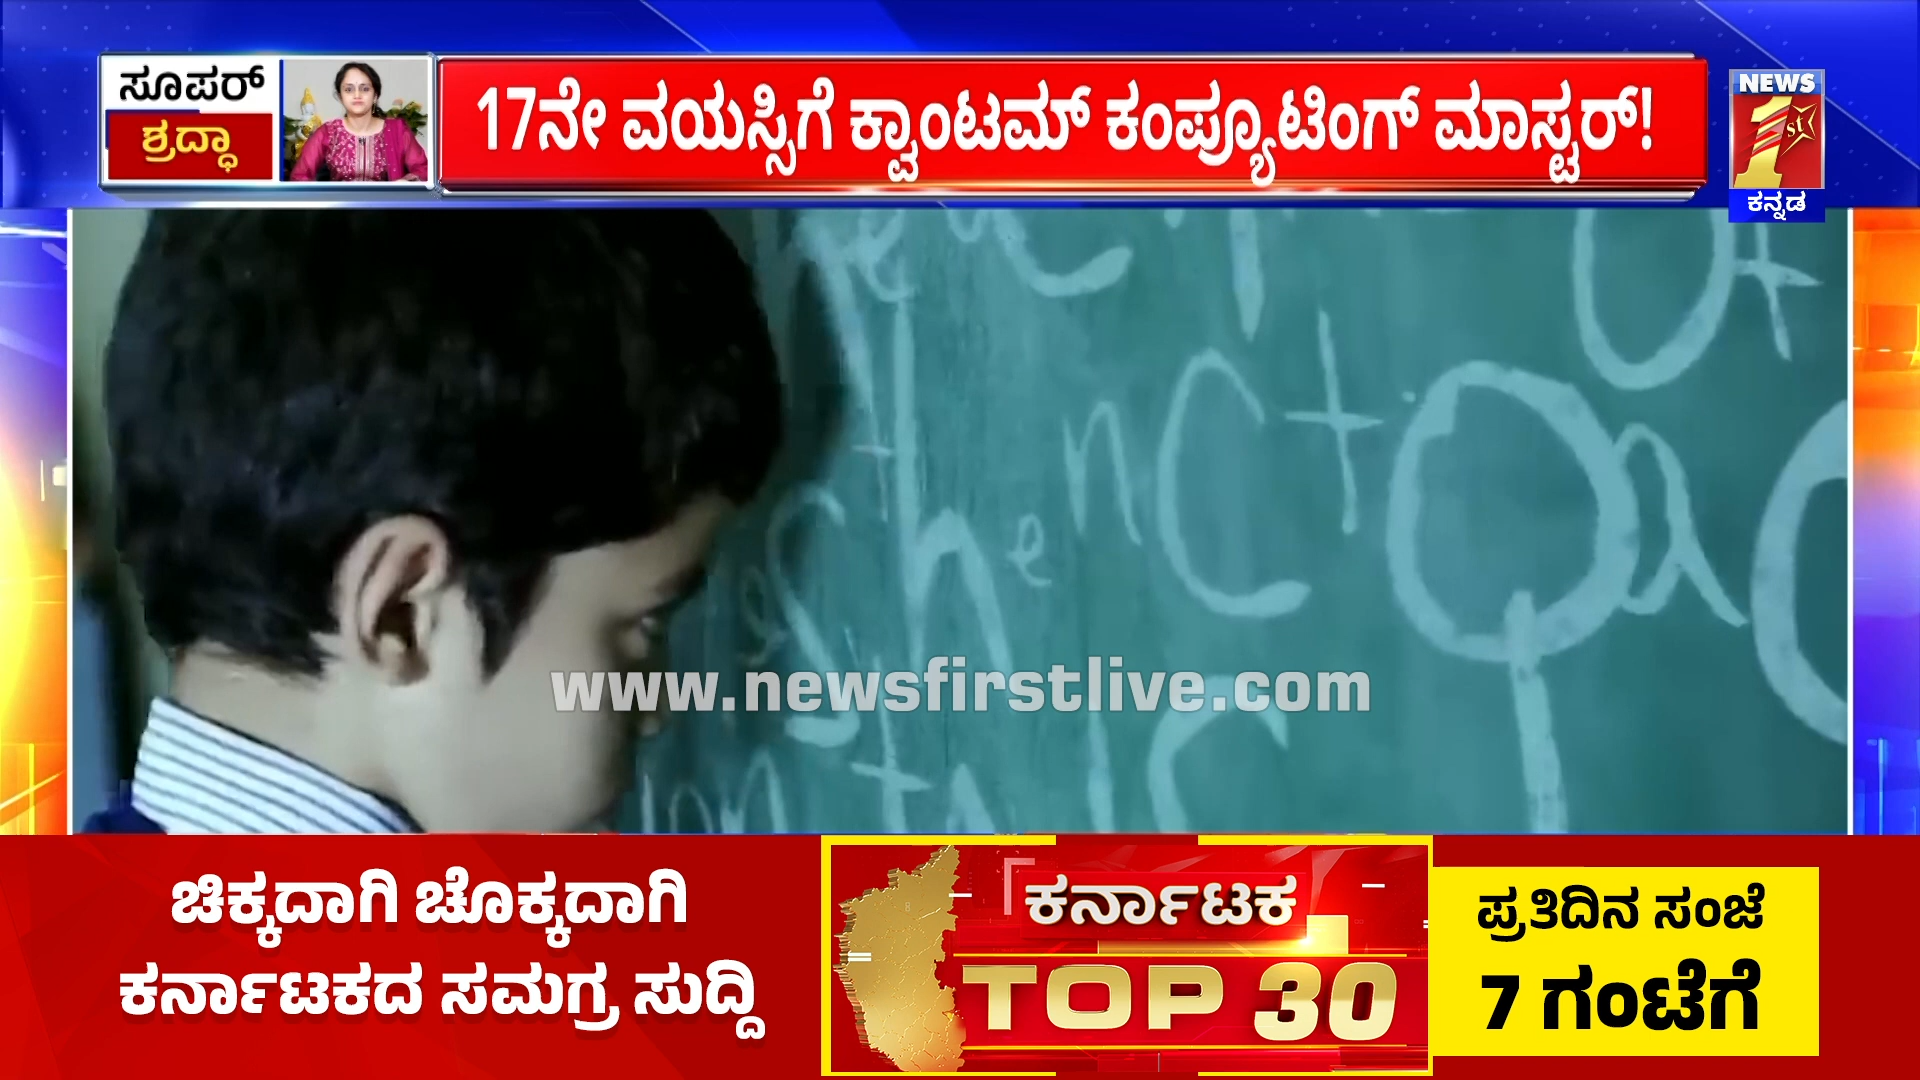 ಸೂಪರ್
ಶ್ರದ್ಧಾ
17ನೇ ವಯಸ್ಸಿಗೆ ಕ್ವಾಂಟಮ್ ಕಂಪ್ಯೂಟಿಂಗ್ ಮಾಸ್ಟರ್!
NEWS
1st
ಕನ್ನಡ
www.newsfirstlive.com
ಚಿಕ್ಕದಾಗಿ ಚೊಕ್ಕದಾಗಿ
ಕರ್ನಾಟಕದ ಸಮಗ್ರ ಸುದ್ದಿ
ಕರ್ನಾಟಕ
TOP 30
ಪ್ರತಿದಿನ ಸಂಜೆ
7 ಗಂಟೆಗೆ